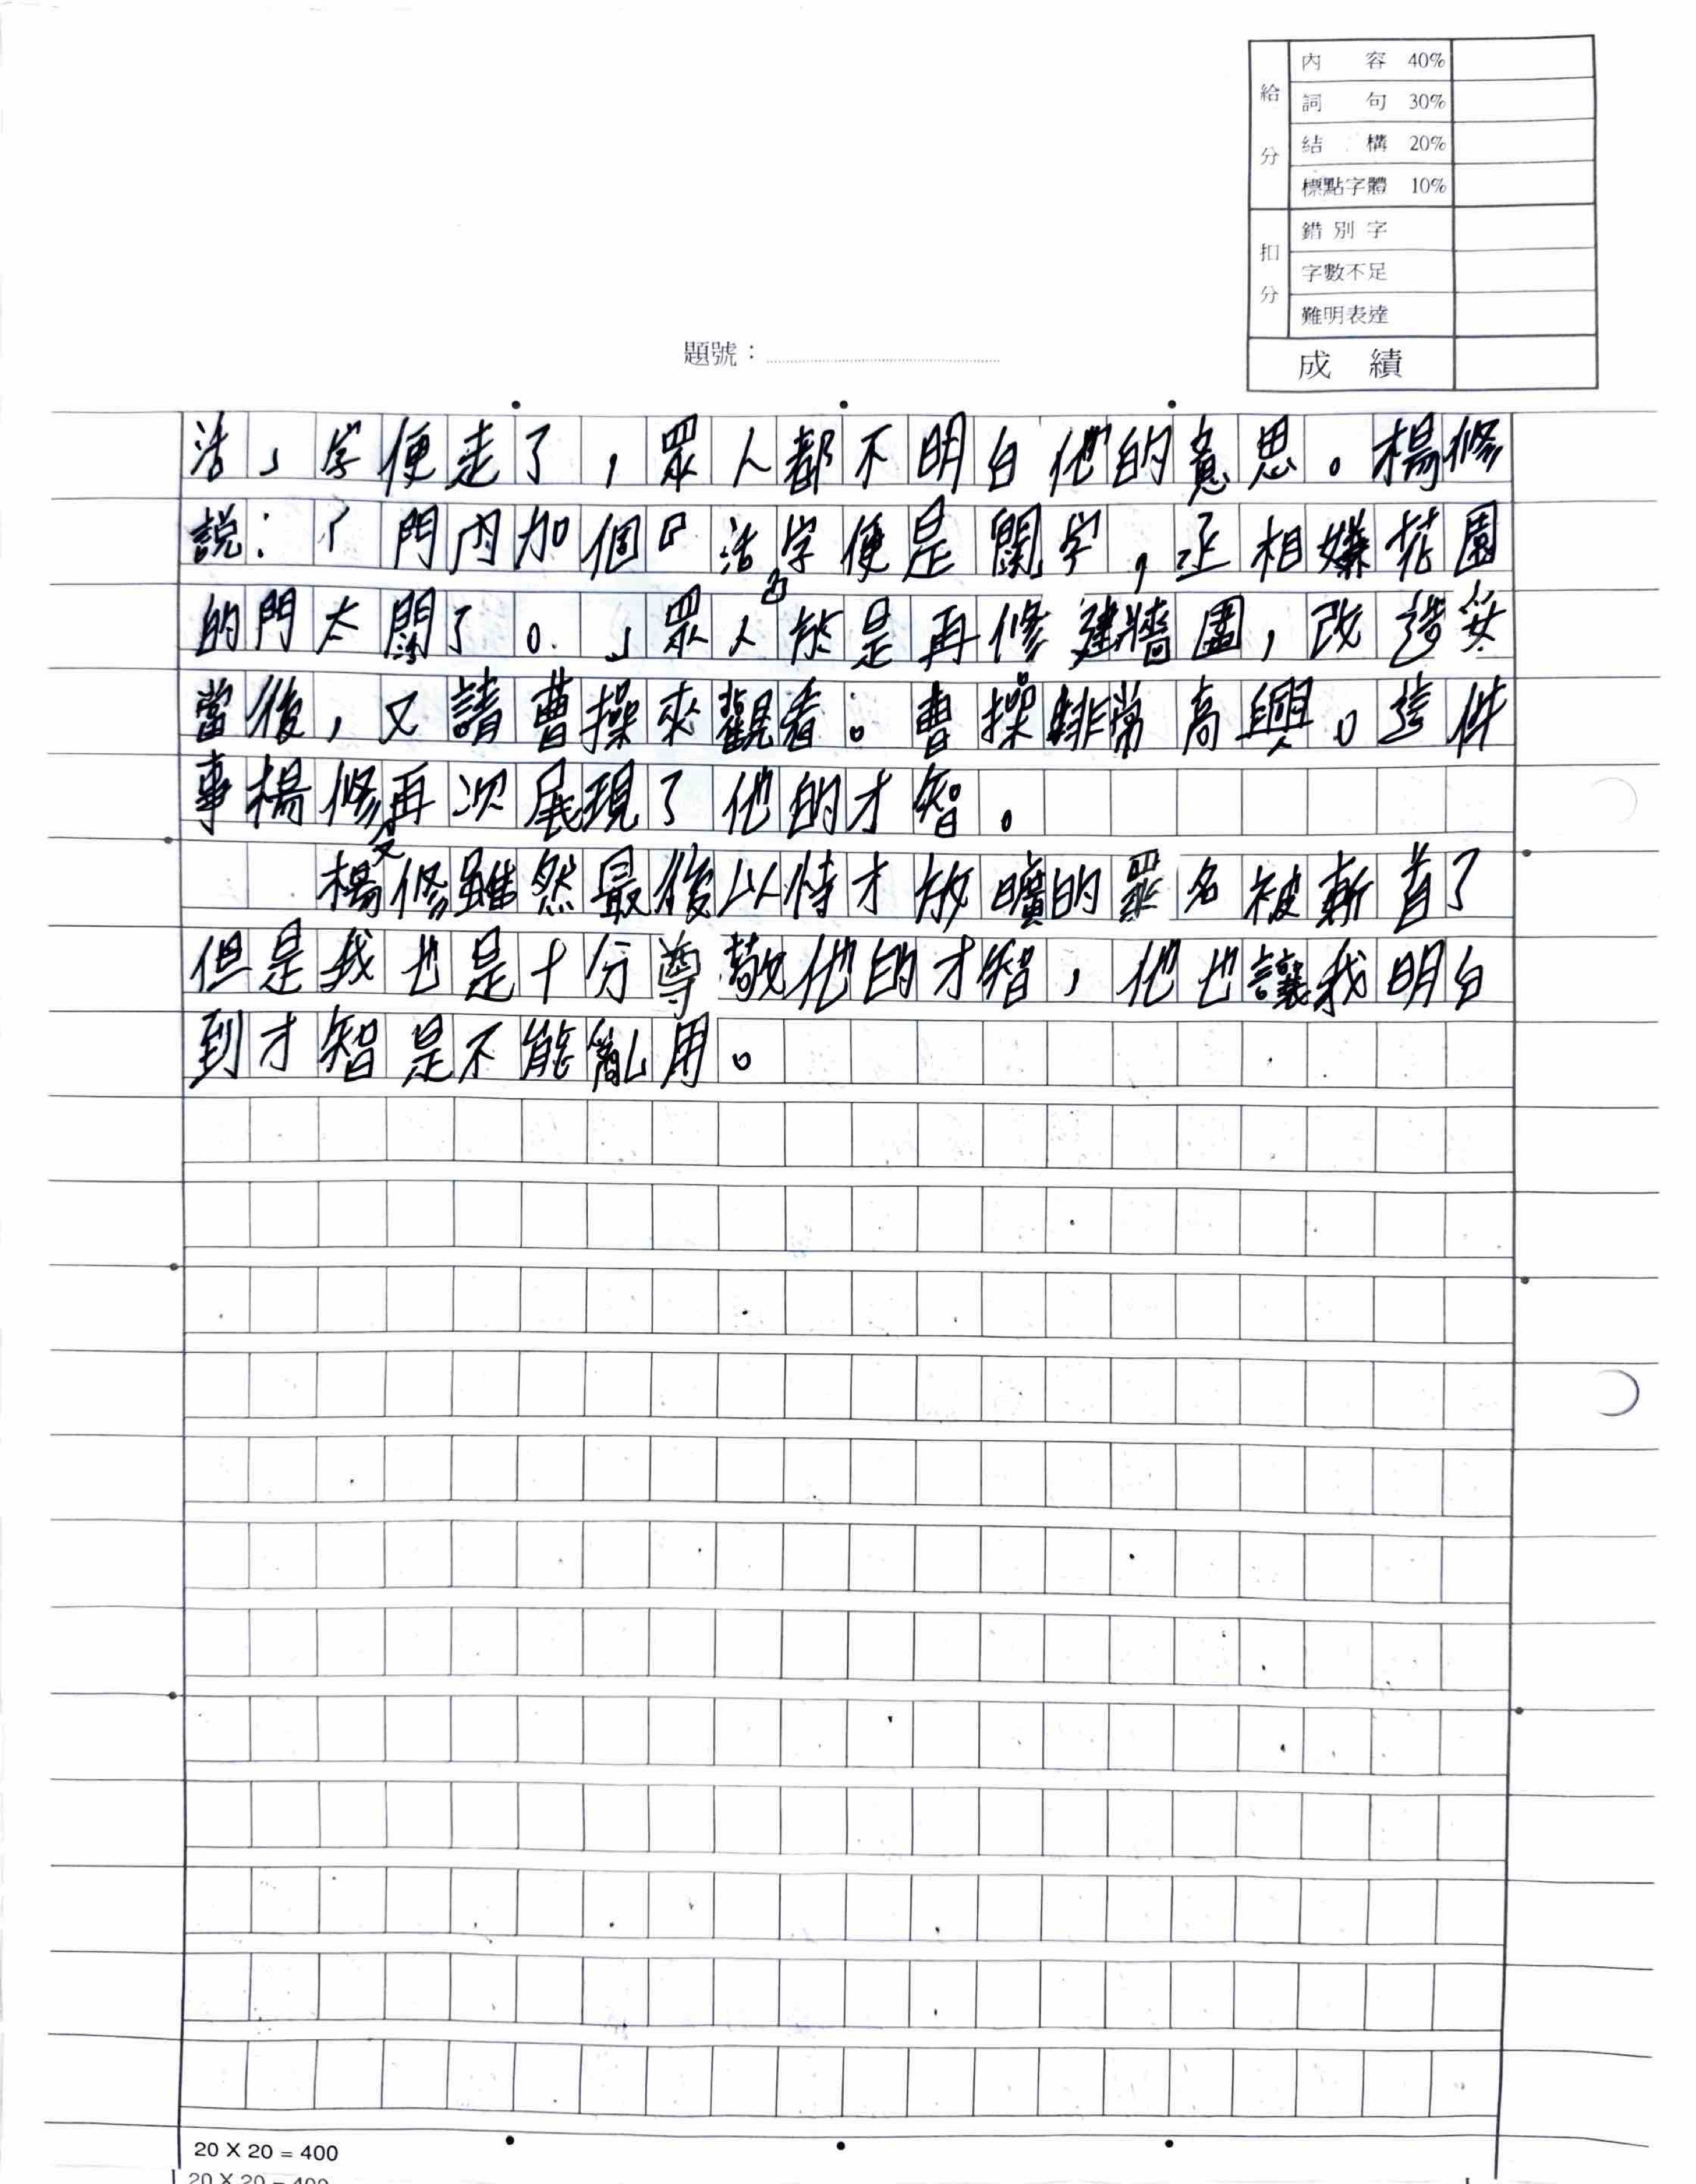 內 容 40%
給 詞 句 30%
分 結 構 20%
標點字體 10%
錯別字
扣 字數不足
分 難明表達
成 績
題號：
活」字便走了，眾人都不明白他的意思。楊修
說：「門內加個『活字便是闊字，丞相嫌花園
的門太闊了。」眾人於是再修建牆圍，改造妥
當後，又請曹操來觀看。曹操非常高興。這件
事楊修再次展現了他的才智。
楊修雖然最後以恃才放曠的罪名被斬首了
但是我也是十分尊敬他的才智，他也讓我明白
到才智是不能亂用。
20 X 20 = 400
20 X 20 = 400